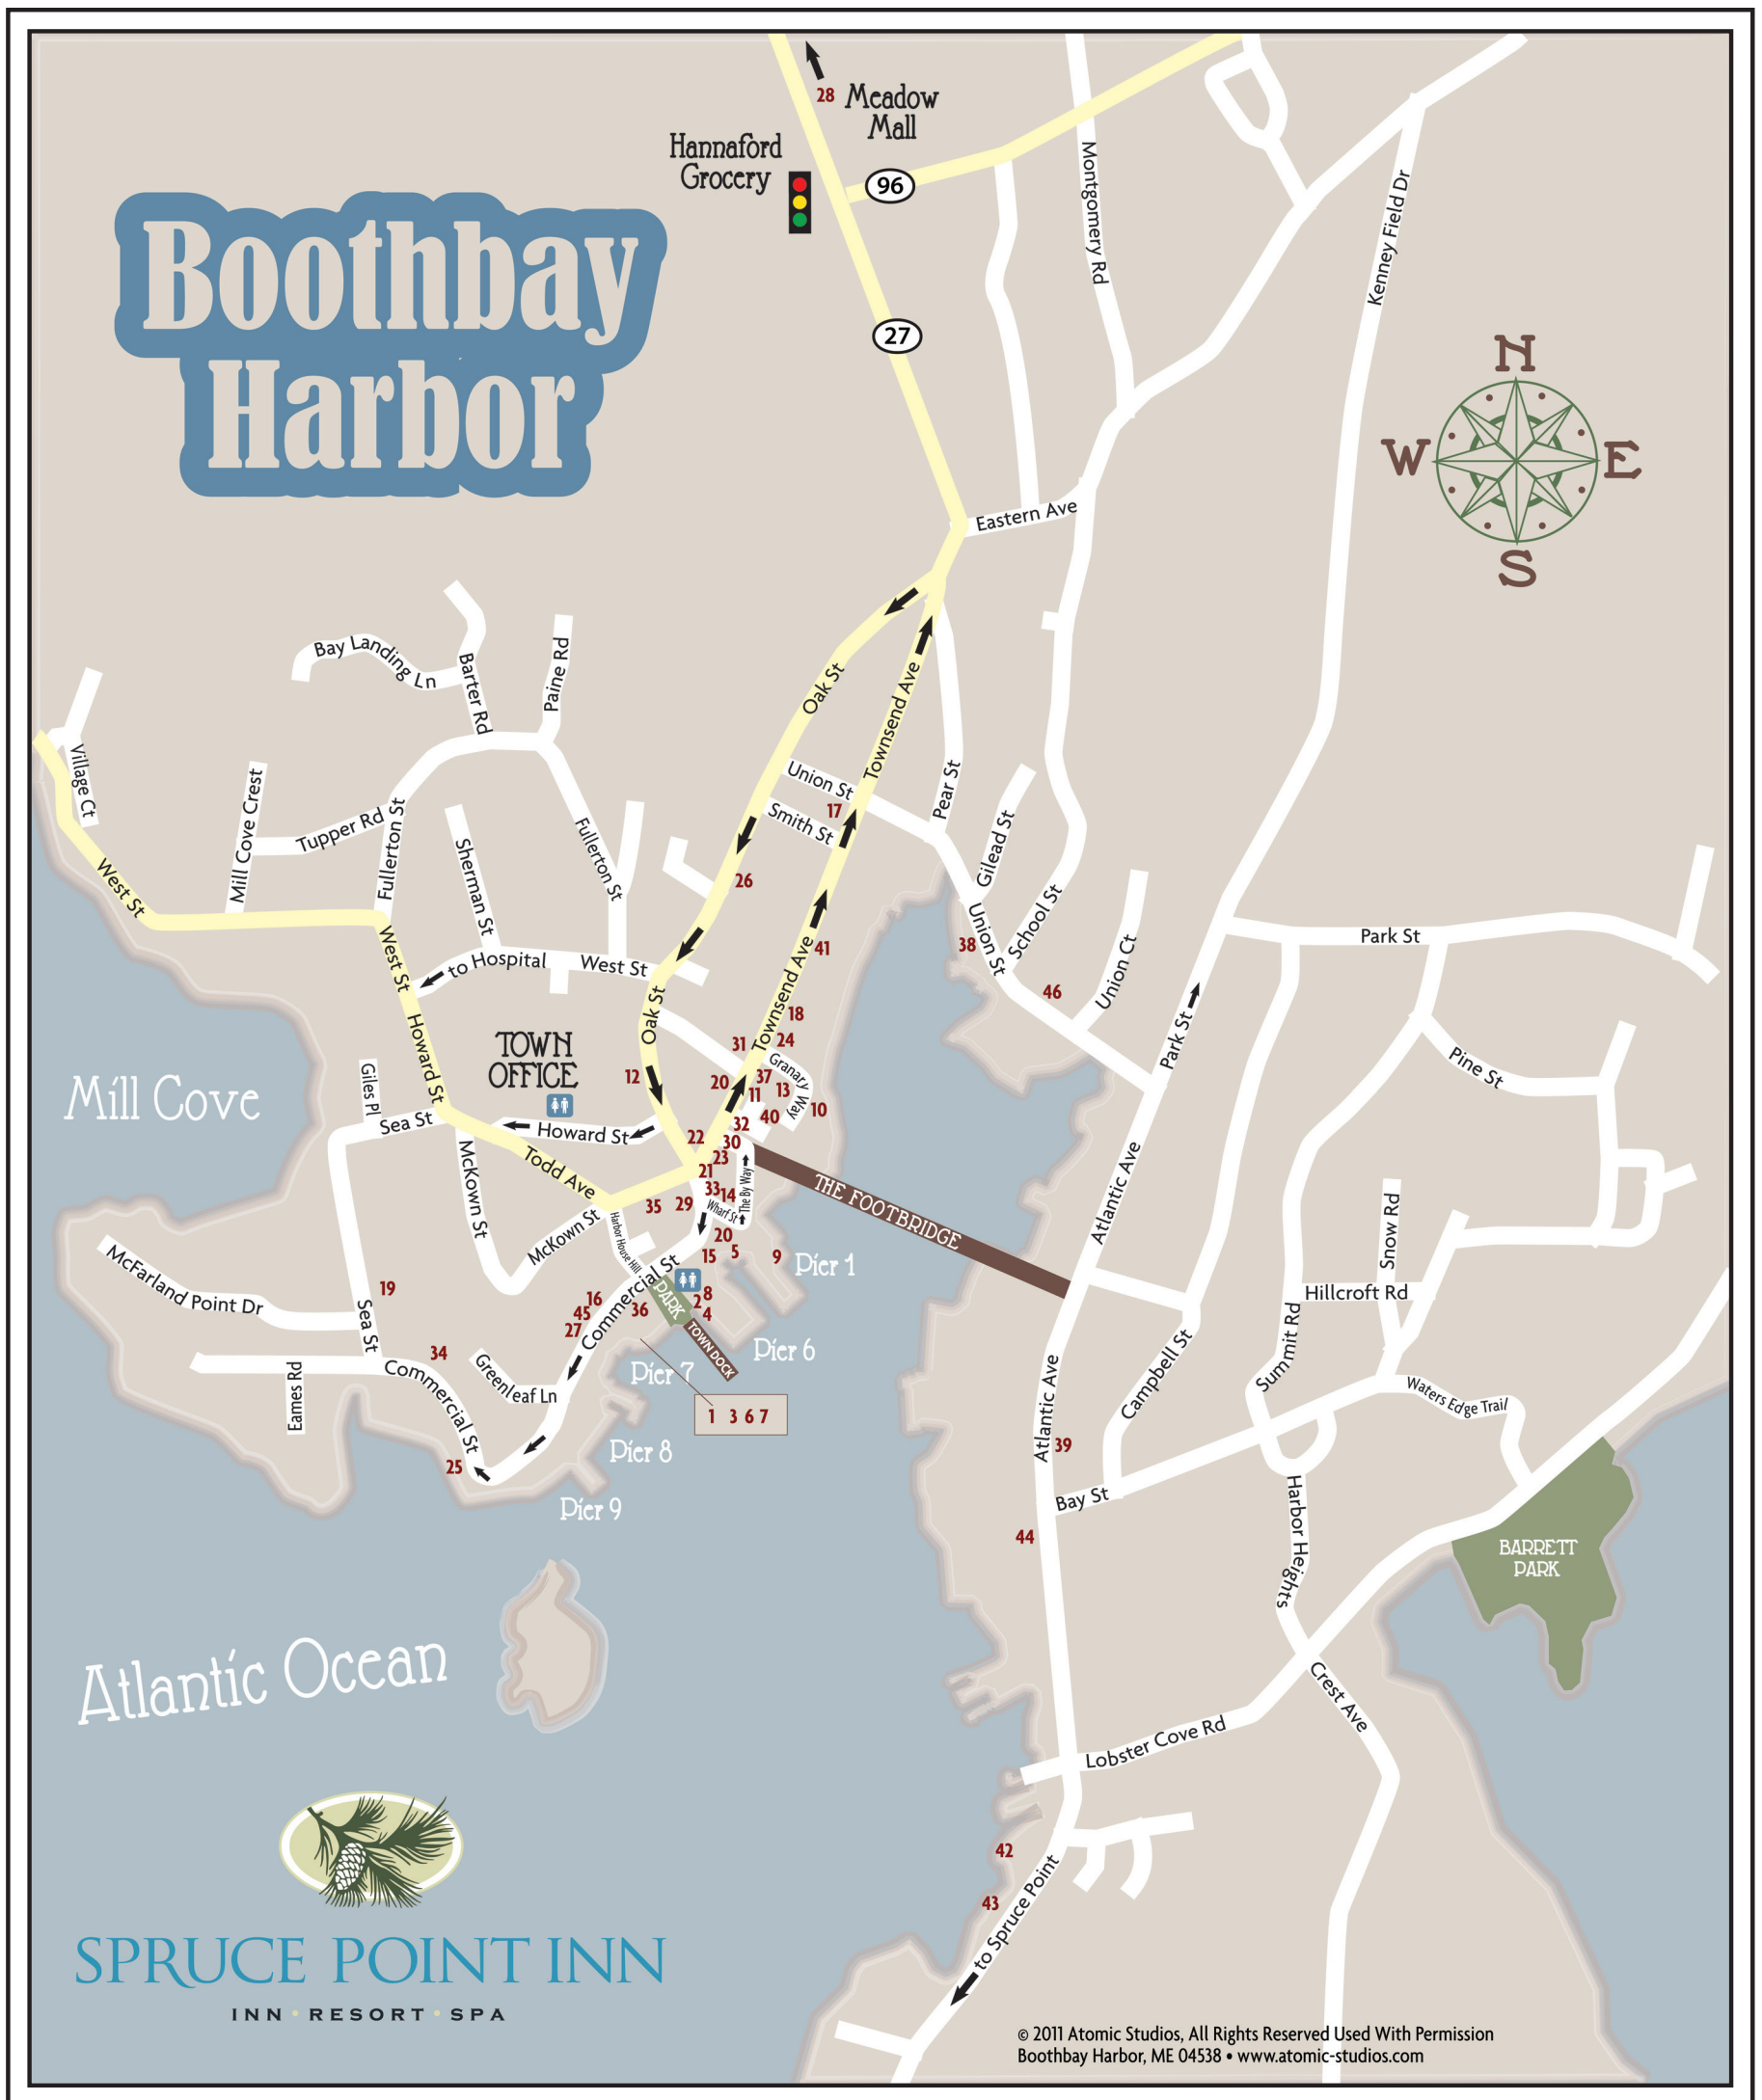 28
Meadow
Mall
Hannaford
Grocery
96
Boothbay
Harbor
27
Montgomery Rd
Kenney Field Dr
N
W
E
S
Eastern Ave
Bay Landing Ln
Barter Rd
Paine Rd
Oak St
Townsend Ave
Village Ct
Union St
17
Smith St
Pear St
Mill Cove Crest
Tupper Rd
Fullerton St
Fullerton St
Gilead St
Sherman St
West St
26
School St
Union St
38
Park St
41
Union Ct
West St
to Hospital
West St
46
Howard St
Oak St
Townsend Ave
18
24
31
Park St
TOWN
OFFICE
Mill Cove
Giles Pl
12
20
37
Granary Way
11
13
10
Pine St
Sea St
Howard St
22
32
40
30
23
21
McKown St
Todd Ave
33
14
The By Way
THE FOOTBRIDGE
Atlantic Ave
35
29
Wharf St
Snow Rd
McKown St
Harbor House Hill
20
15
5
9
Pier 1
McFarland Point Dr
19
Commercial St
PARK
Hillcroft Rd
16
45
27
36
8
2
4
Sea St
TOWN DOCK
Pier 6
Summit Rd
34
Pier 7
Campbell St
Eames Rd
Commercial St
Greenleaf Ln
1 3 6 7
Atlantic Ave
39
Waters Edge Trail
25
Pier 8
Bay St
Pier 9
44
Harbor Heights
BARRETT
PARK
Atlantic Ocean
Crest Ave
Lobster Cove Rd
42
43
to Spruce Point
SPRUCE POINT INN
INN • RESORT • SPA
© 2011 Atomic Studios, All Rights Reserved Used With Permission
Boothbay Harbor, ME 04538 • www.atomic-studios.com